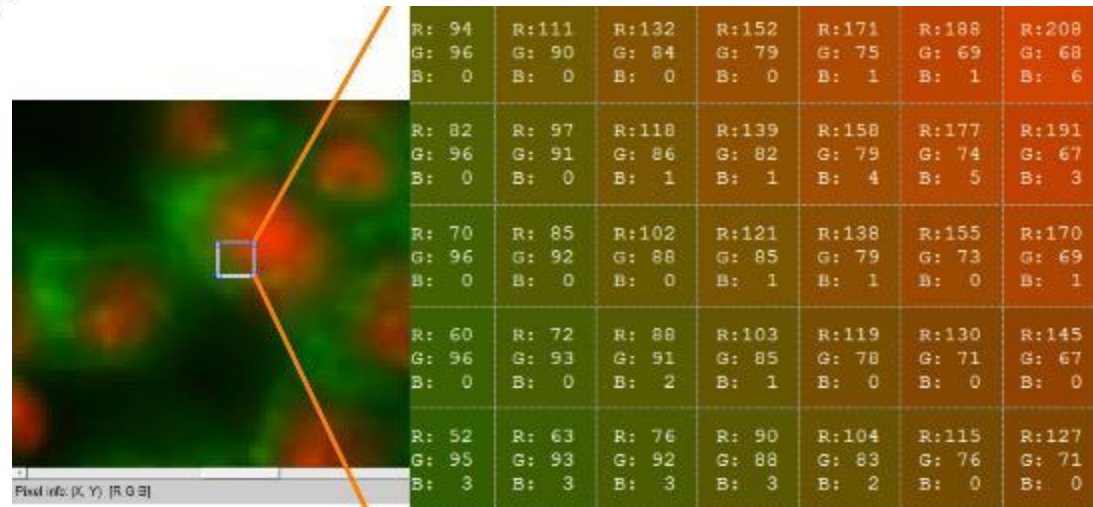 R: 94 R:111 R:132 R:152 R:171 R:188 R:208
G: 96 G: 90 G: 84 G: 79 G: 75 G: 69 G: 68
B: 0 B: 0 B: 0 B: 0 B: 1 B: 1 B: 6
R: 82 R: 97 R:118 R:139 R:158 R:177 R:191
G: 96 G: 91 G: 86 G: 82 G: 79 G: 74 G: 67
B: 0 B: 0 B: 1 B: 1 B: 4 B: 5 B: 3
R: 70 R: 85 R:102 R:121 R:138 R:155 R:170
G: 96 G: 92 G: 88 G: 85 G: 79 G: 73 G: 69
B: 0 B: 0 B: 0 B: 1 B: 1 B: 0 B: 1
R: 60 R: 72 R: 88 R:103 R:119 R:130 R:145
G: 96 G: 93 G: 91 G: 85 G: 78 G: 71 G: 67
B: 0 B: 0 B: 2 B: 1 B: 0 B: 0 B: 0
R: 52 R: 63 R: 76 R: 90 R:104 R:115 R:127
G: 95 G: 93 G: 92 G: 88 G: 83 G: 76 G: 71
B: 3 B: 3 B: 3 B: 3 B: 2 B: 0 B: 0
Pixel info: (X, Y) [R G B]